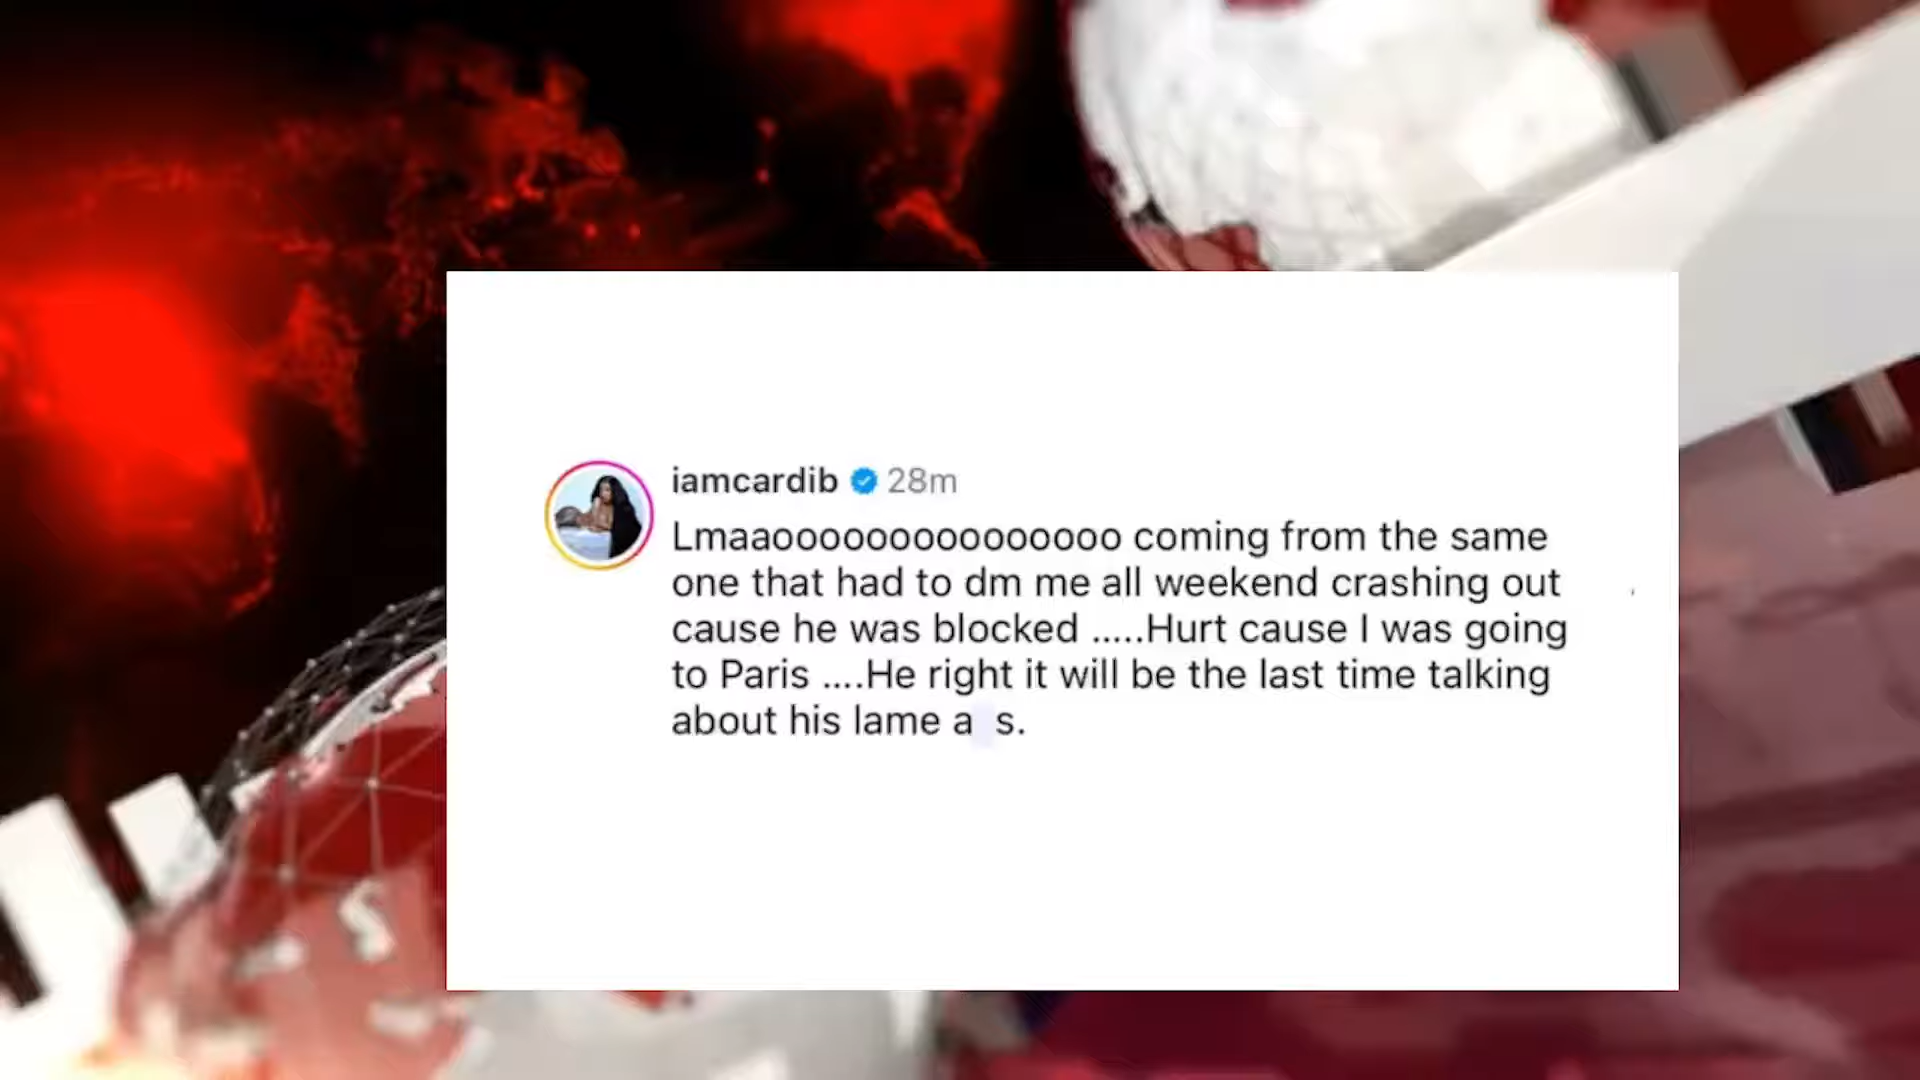 iamcardib 28m
Lmaaooooooooooooooo coming from the same
one that had to dm me all weekend crashing out
cause he was blocked .....Hurt cause I was going
to Paris ....He right it will be the last time talking
about his lame a s.